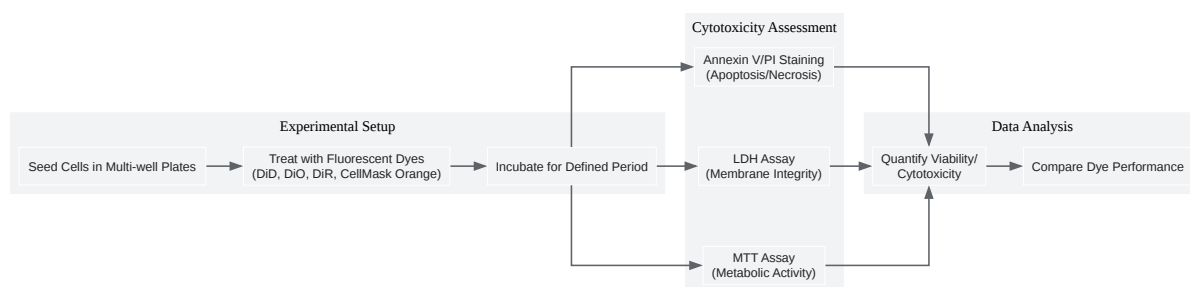 Experimental Setup
Seed Cells in Multi-well Plates
Treat with Fluorescent Dyes
(DiD, DiO, DiR, CellMask Orange)
Incubate for Defined Period
Cytotoxicity Assessment
Annexin V/PI Staining
(Apoptosis/Necrosis)
LDH Assay
(Membrane Integrity)
MTT Assay
(Metabolic Activity)
Data Analysis
Quantify Viability/
Cytotoxicity
Compare Dye Performance